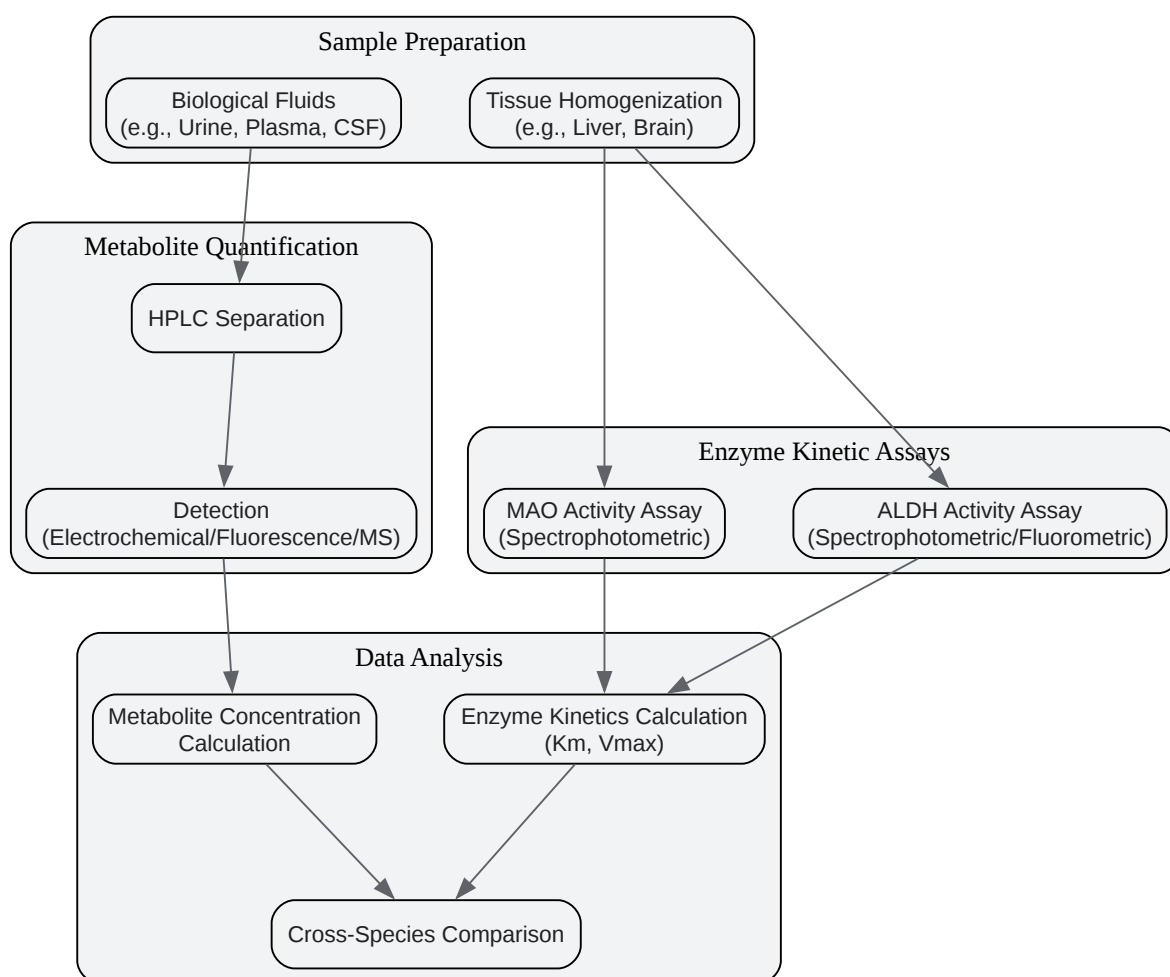 Sample Preparation
Biological Fluids
(e.g., Urine, Plasma, CSF)
Tissue Homogenization
(e.g., Liver, Brain)
Metabolite Quantification
HPLC Separation
Detection
(Electrochemical/Fluorescence/MS)
Enzyme Kinetic Assays
MAO Activity Assay
(Spectrophotometric)
ALDH Activity Assay
(Spectrophotometric/Fluorometric)
Data Analysis
Metabolite Concentration
Calculation
Enzyme Kinetics Calculation
(Km, Vmax)
Cross-Species Comparison